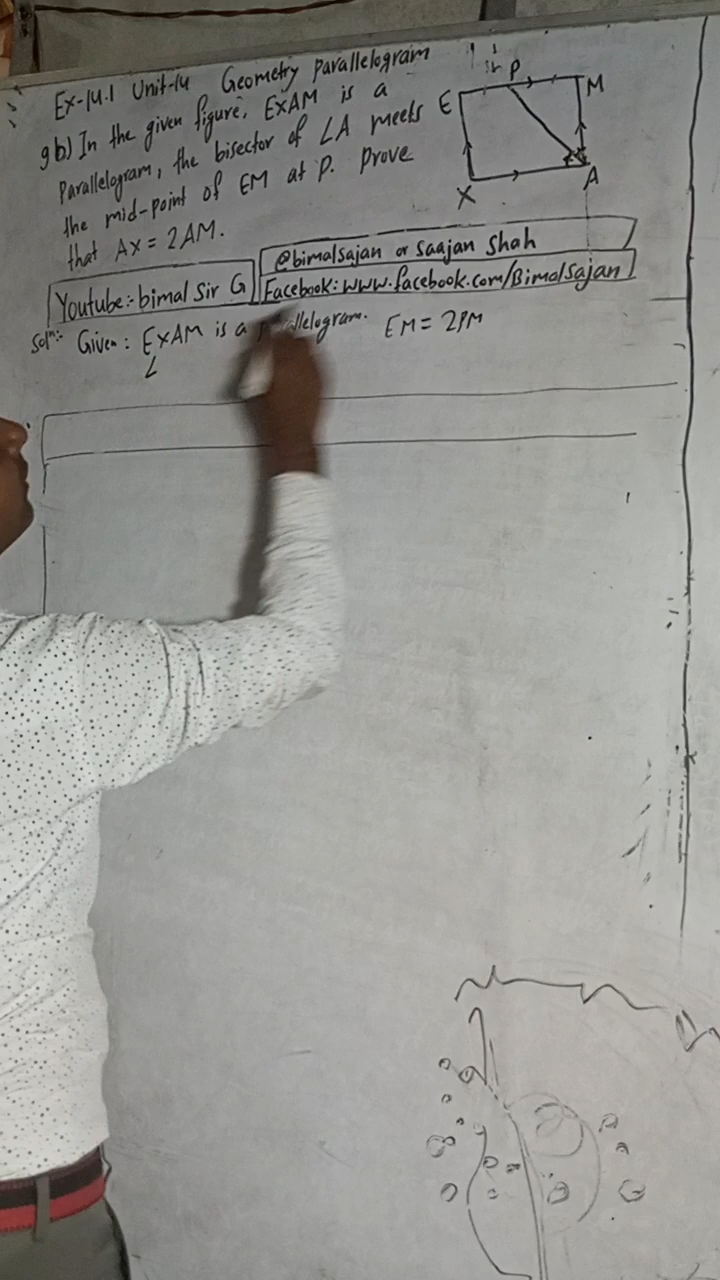 Ex-14.1 Unit-14 Geometry parallelogram
9b) In the given figure, ExAM is a
parallelogram, the bisector of ∠A meets
the mid-point of EM at P. Prove
that AX = 2AM.
E P M
X A
@bimalsajan or Saajan Shah
Youtube:- bimal Sir G
Facebook: www.facebook.com/Bimalsajan
Solⁿ:- Given : ExAM is a parallelogram. EM = 2PM
∠